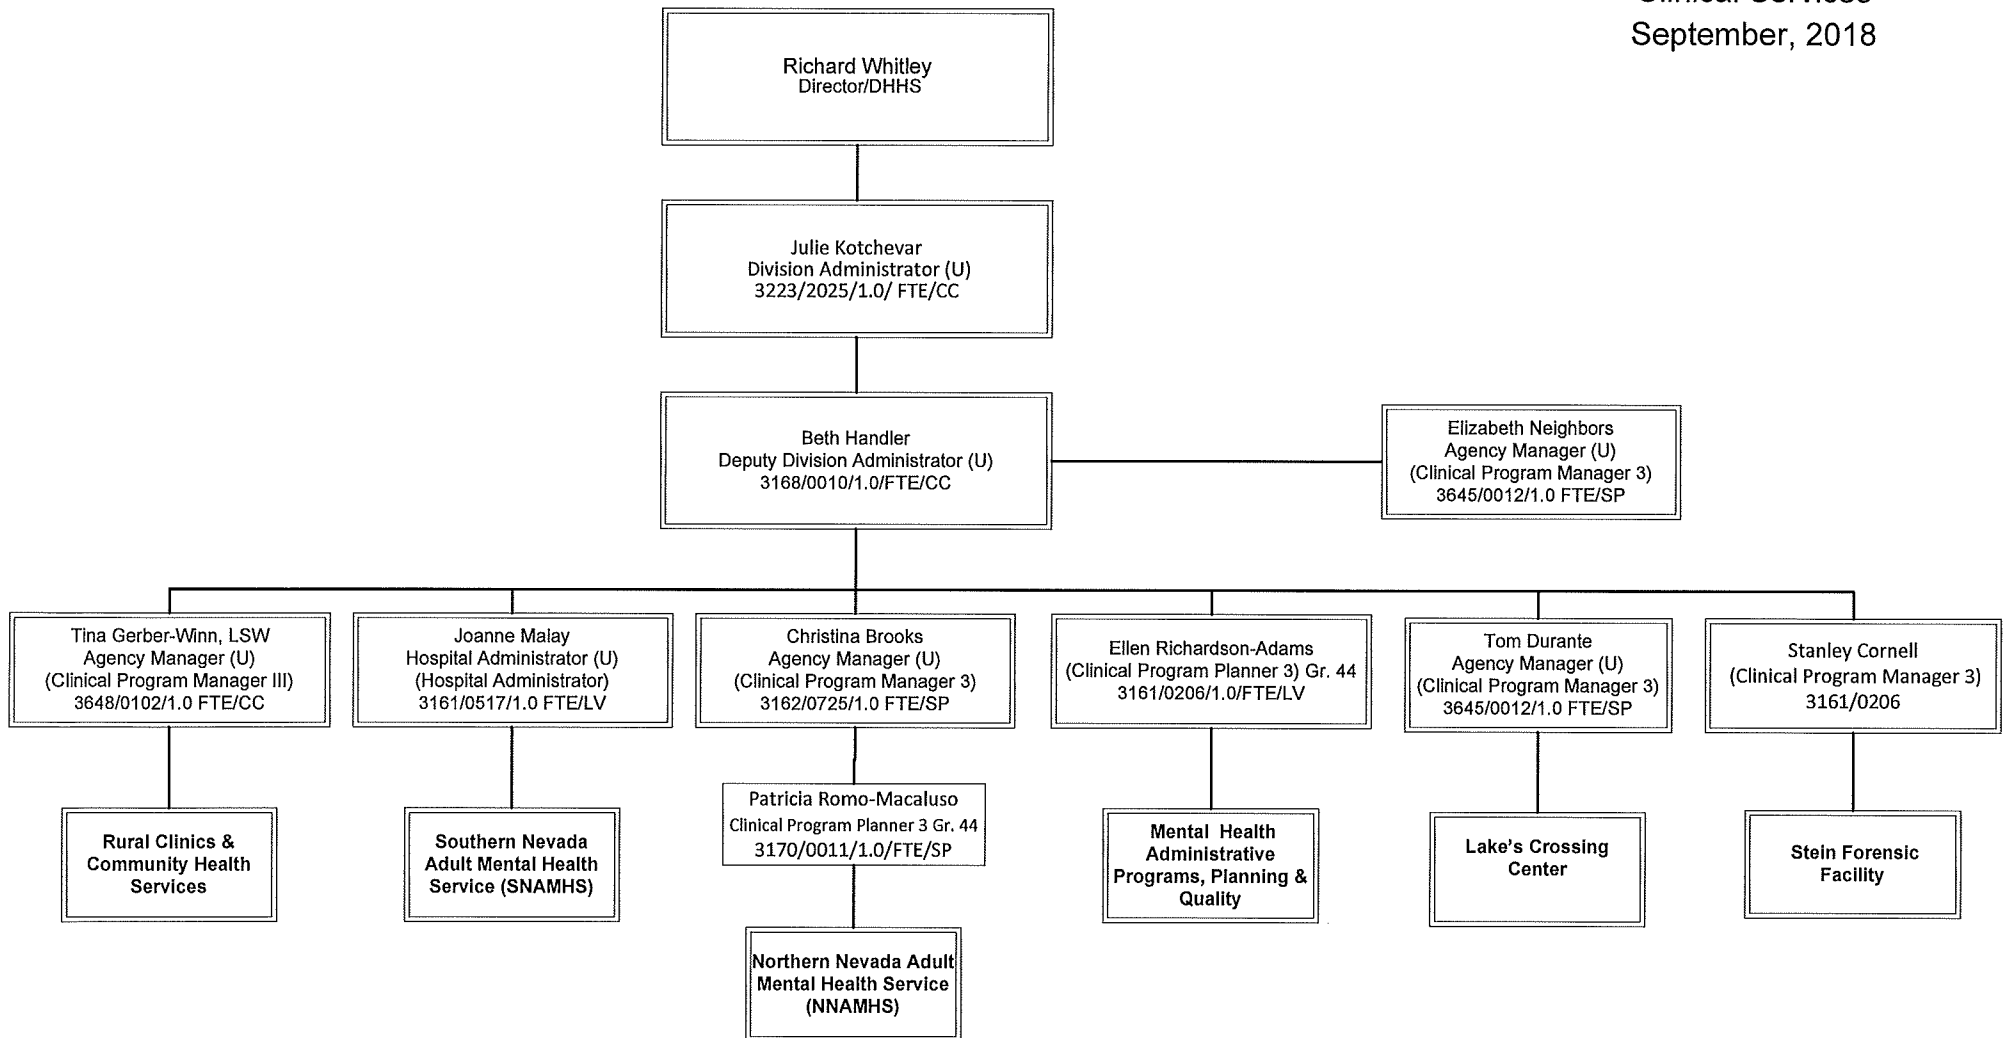 Clinical Services
September, 2018
Richard Whitley
Director/DHHS
Julie Kotchevar
Division Administrator (U)
3223/2025/1.0/ FTE/CC
Beth Handler
Deputy Division Administrator (U)
3168/0010/1.0/FTE/CC
Elizabeth Neighbors
Agency Manager (U)
(Clinical Program Manager 3)
3645/0012/1.0 FTE/SP
Tina Gerber-Winn, LSW
Agency Manager (U)
(Clinical Program Manager III)
3648/0102/1.0 FTE/CC
Joanne Malay
Hospital Administrator (U)
(Hospital Administrator)
3161/0517/1.0 FTE/LV
Christina Brooks
Agency Manager (U)
(Clinical Program Manager 3)
3162/0725/1.0 FTE/SP
Ellen Richardson-Adams
(Clinical Program Planner 3) Gr. 44
3161/0206/1.0/FTE/LV
Tom Durante
Agency Manager (U)
(Clinical Program Manager 3)
3645/0012/1.0 FTE/SP
Stanley Cornell
(Clinical Program Manager 3)
3161/0206
Patricia Romo-Macaluso
Clinical Program Planner 3 Gr. 44
3170/0011/1.0/FTE/SP
Rural Clinics &
Community Health
Services
Southern Nevada
Adult Mental Health
Service (SNAMHS)
Northern Nevada Adult
Mental Health Service
(NNAMHS)
Mental Health
Administrative
Programs, Planning &
Quality
Lake's Crossing
Center
Stein Forensic
Facility